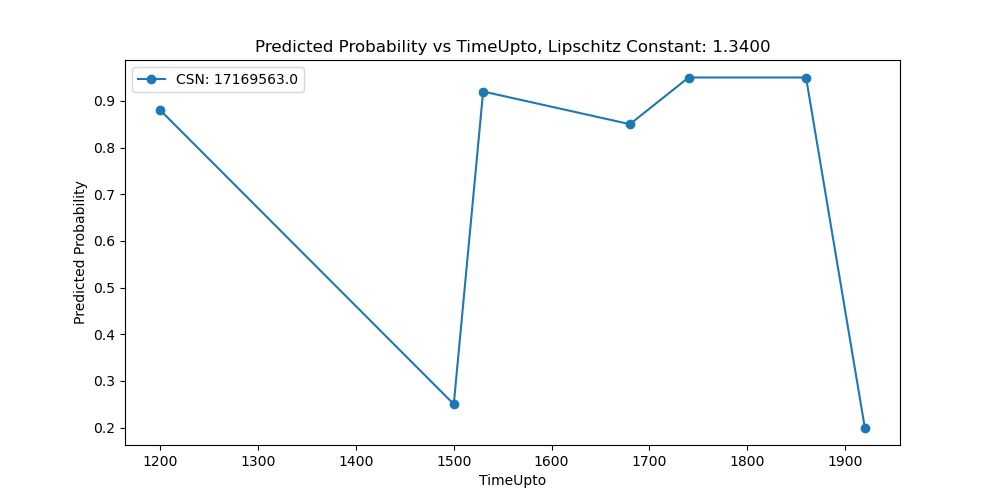 Predicted Probability vs TimeUpto, Lipschitz Constant: 1.3400
CSN: 17169563.0
Predicted Probability
0.9
0.8
0.7
0.6
0.5
0.4
0.3
0.2
1200 1300 1400 1500 1600 1700 1800 1900
TimeUpto